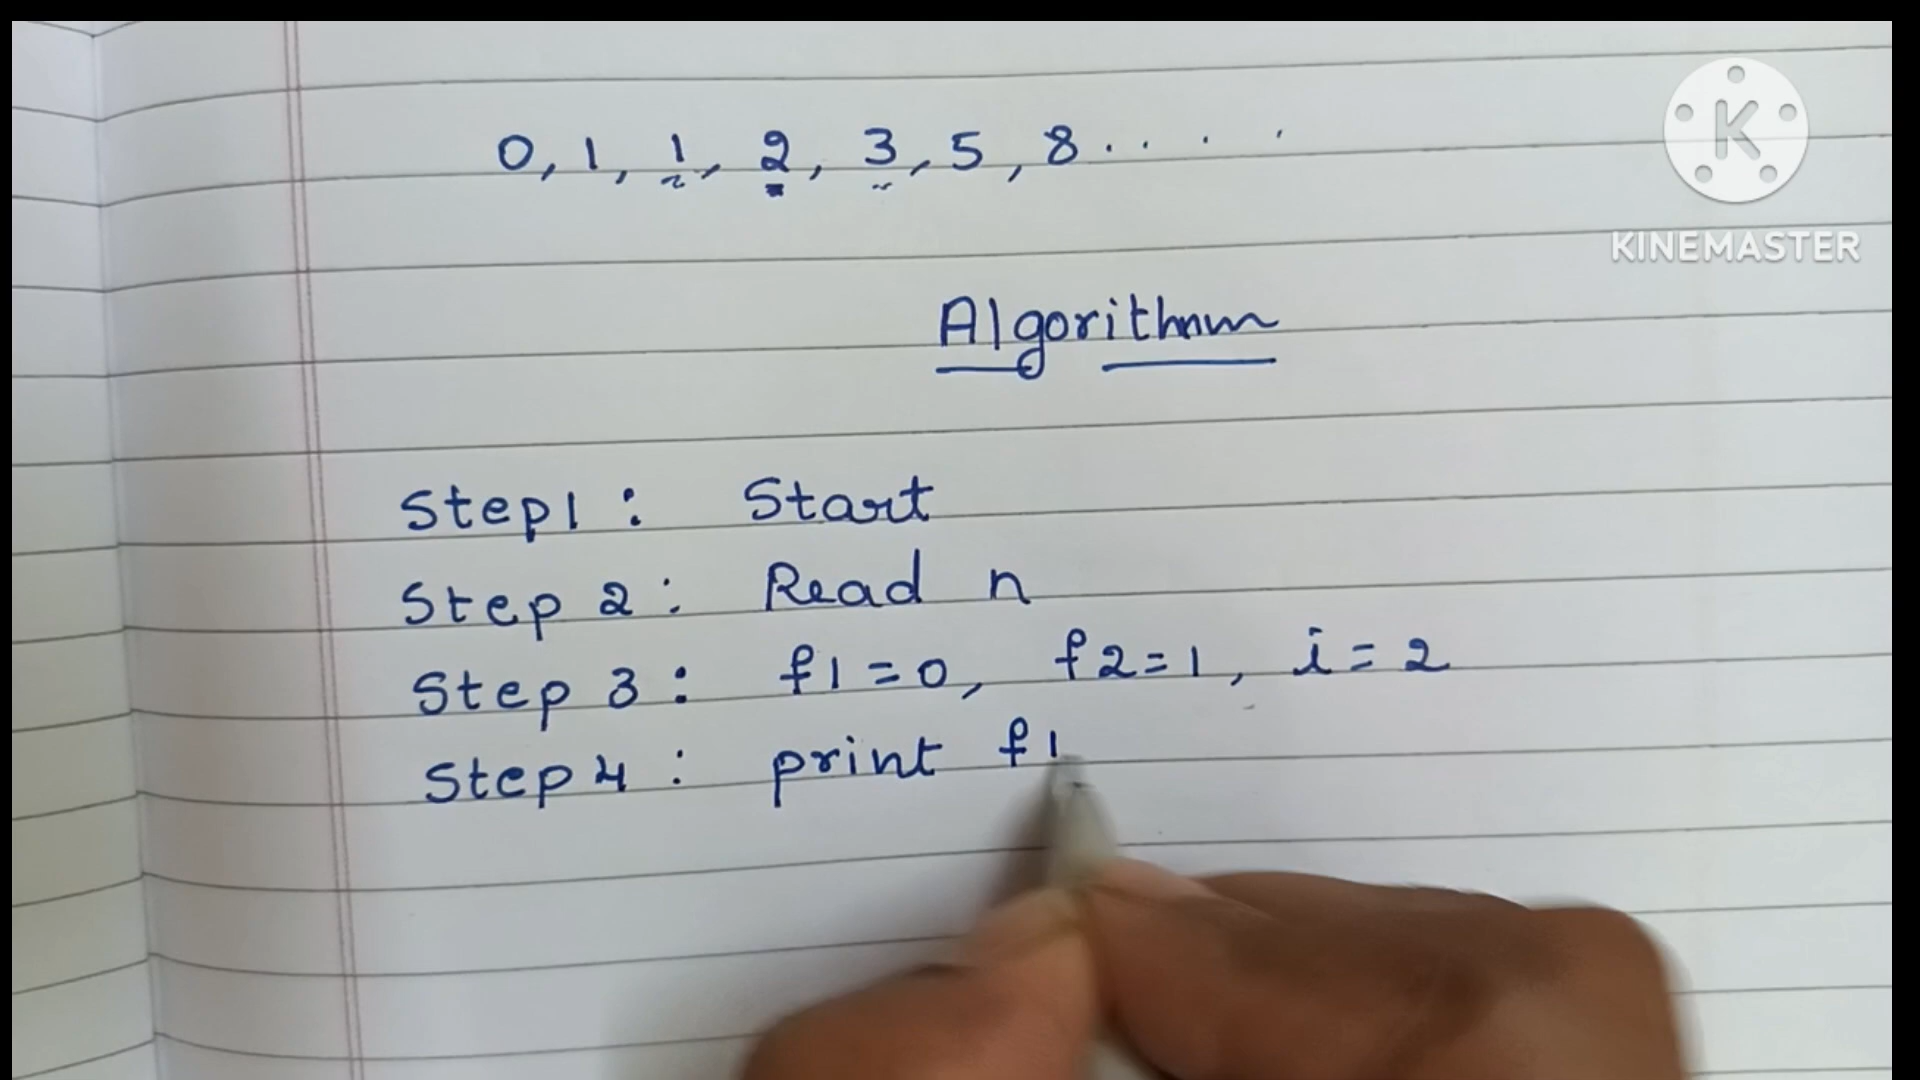 0, 1, 1, 2, 3, 5, 8 . . . .
K
KINEMASTER
Algorithm
Step1 : Start
Step 2 : Read n
Step 3 : f1 = 0, f2 = 1, i = 2
Step 4 : print f1